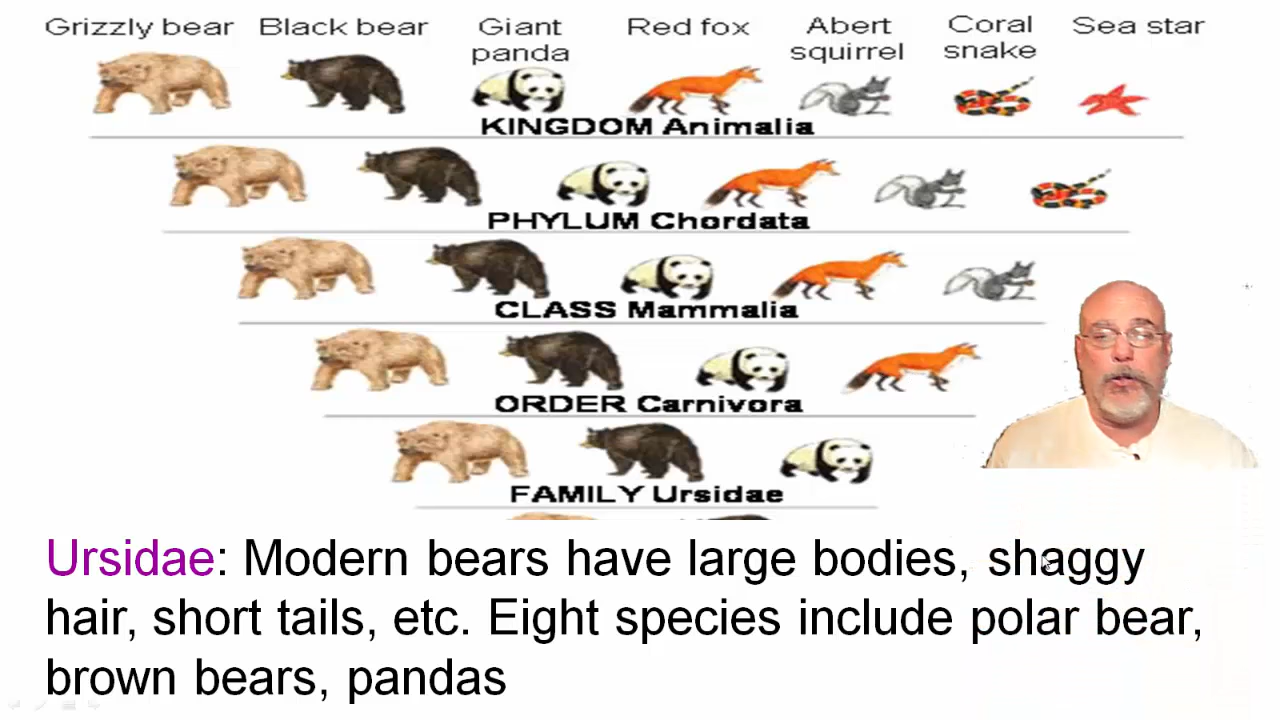 Grizzly bear Black bear Giant panda Red fox Abert squirrel Coral snake Sea star
KINGDOM Animalia
PHYLUM Chordata
CLASS Mammalia
ORDER Carnivora
FAMILY Ursidae
Ursidae: Modern bears have large bodies, shaggy
hair, short tails, etc. Eight species include polar bear,
brown bears, pandas